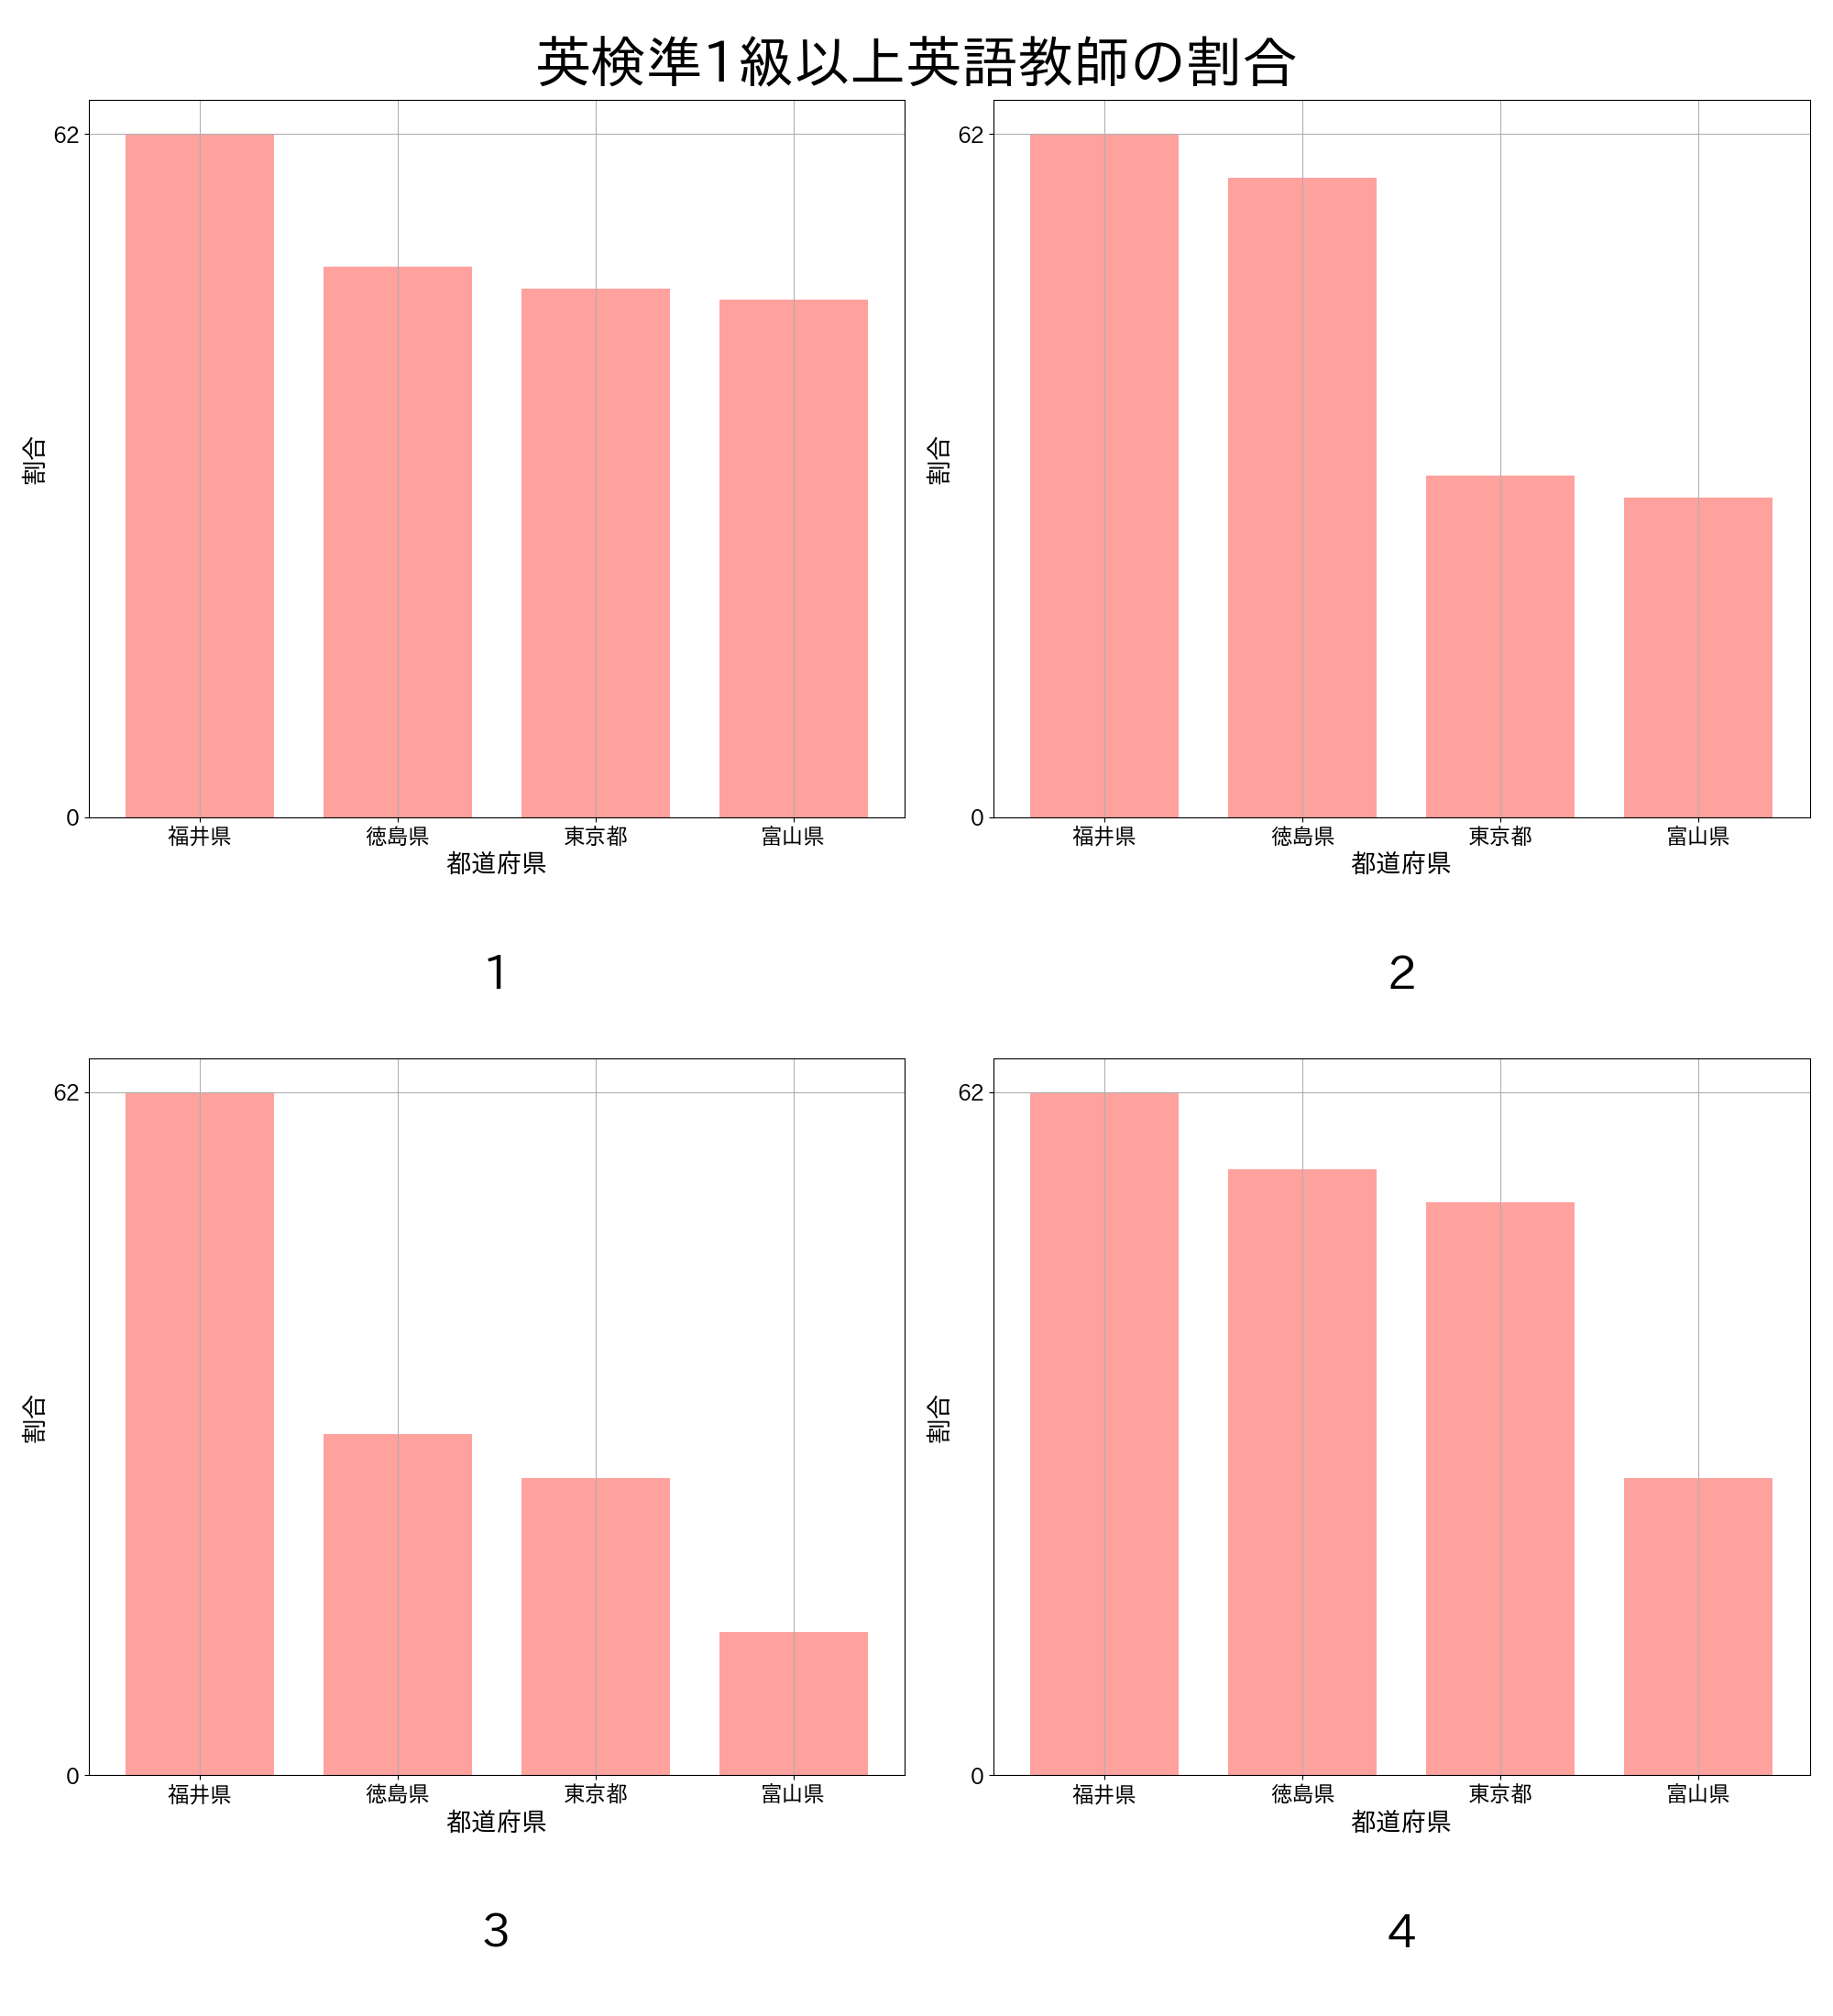 英検準1級以上英語教師の割合
62
0
割合
福井県 徳島県 東京都 富山県
都道府県
1
62
0
割合
福井県 徳島県 東京都 富山県
都道府県
2
62
0
割合
福井県 徳島県 東京都 富山県
都道府県
3
62
0
割合
福井県 徳島県 東京都 富山県
都道府県
4